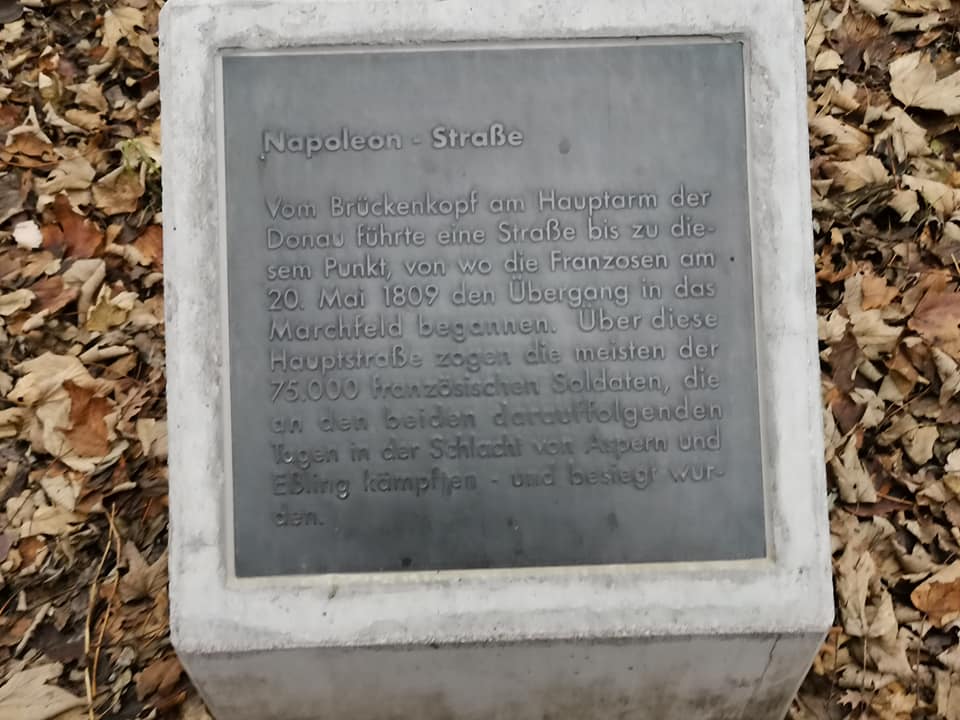 Napoleon - Straße
Vom Brückenkopf am Hauptarm der
Donau führte eine Straße bis zu die-
sem Punkt, von wo die Franzosen am
20. Mai 1809 den Übergang in das
Marchfeld begannen. Über diese
Hauptstraße zogen die meisten der
75.000 französischen Soldaten, die
an den beiden darauffolgenden
Tagen in der Schlacht von Aspern und
Eßling kämpften - und besiegt wur-
den.